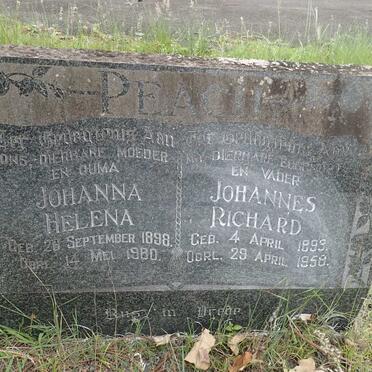 PEACH
Ter Gedagtenis Aan
ONS DIERBARE MOEDER
EN OUMA
JOHANNA
HELENA
GEB. 26 SEPTEMBER 1898.
OORL. 14 MEI 1980.
Ter Gedagtenis Aan
MY DIERBARE EGGENOOT
EN VADER
JOHANNES
RICHARD
GEB. 4 APRIL 1899.
OORL. 29 APRIL 1958.
Rus in Vrede